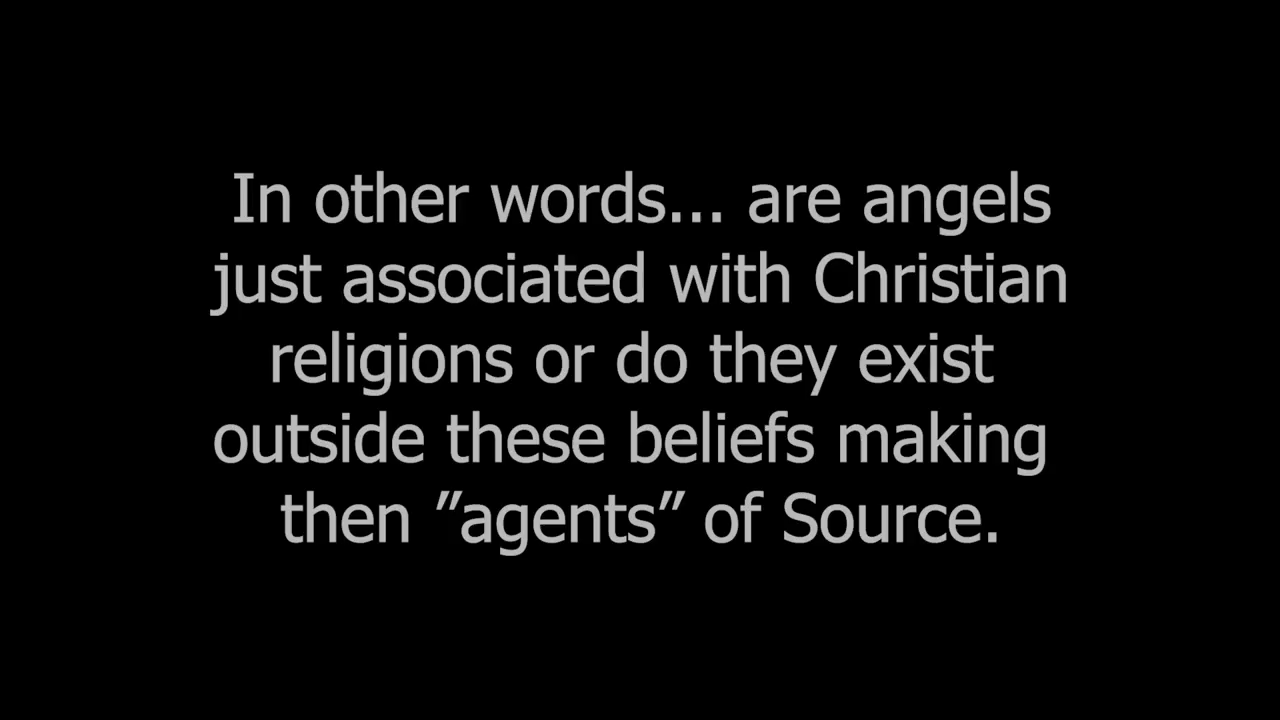 In other words... are angels
just associated with Christian
religions or do they exist
outside these beliefs making
then ”agents” of Source.